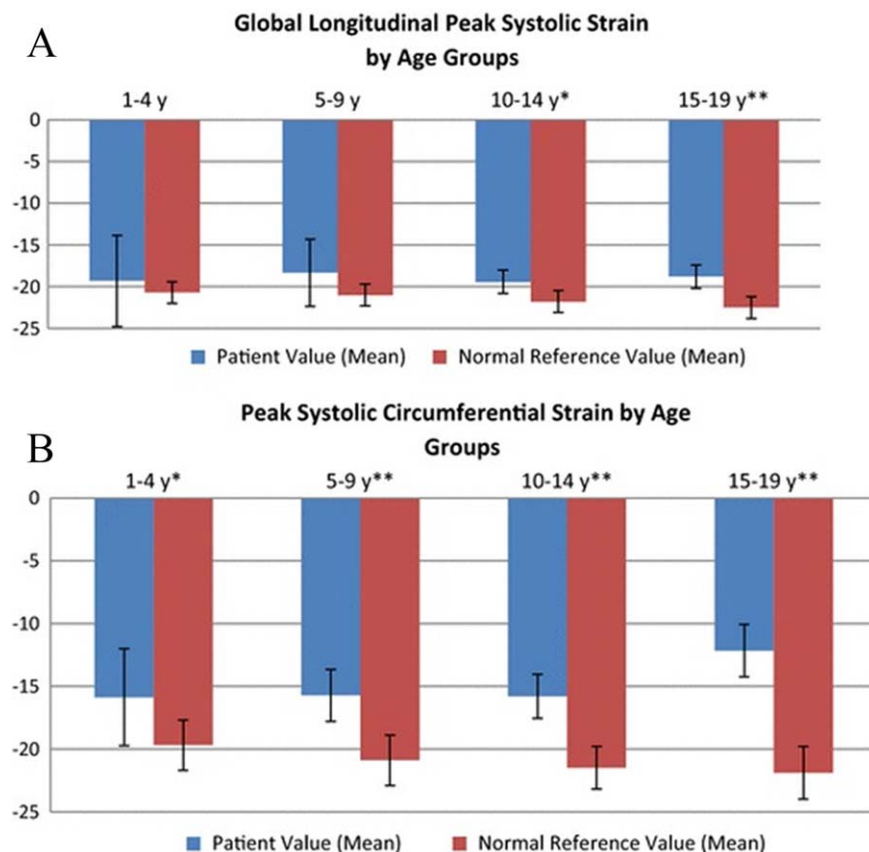 A
Global Longitudinal Peak Systolic Strain
by Age Groups
1-4 y 5-9 y 10-14 y* 15-19 y**
0
-5
-10
-15
-20
-25
Patient Value (Mean) Normal Reference Value (Mean)
B
Peak Systolic Circumferential Strain by Age
Groups
1-4 y* 5-9 y** 10-14 y** 15-19 y**
0
-5
-10
-15
-20
-25
Patient Value (Mean) Normal Reference Value (Mean)